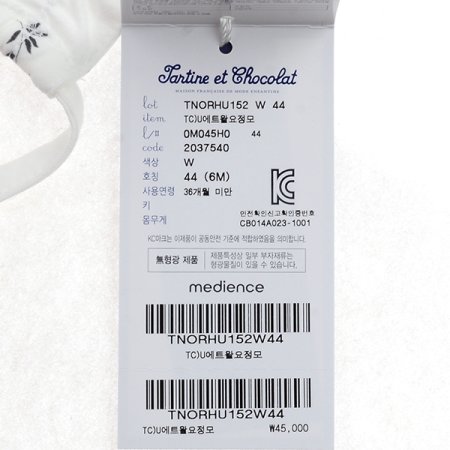 Tartine et Chocolat
MAISON FRANÇAISE DE MODE ENFANTINE
lot TNORHU152 W 44
item. TC)U에트왈요정모
l/# 0M045H0 44
code 2037540
색상 W
호칭 44 (6M)
사용연령 36개월 미만
키
몸무게
안전확인신고확인증번호
CB014A023-1001
KC마크는 이제품이 공동안전 기준에 적합하였음을 의미합니다.
無형광 제품 제품특성상 일부 부자재류는
형광물질이 있을 수 있습니다.
medience
TNORHU152W44
TC)U에트왈요정모
TNORHU152W44
TC)U에트왈요정모 ₩45,000